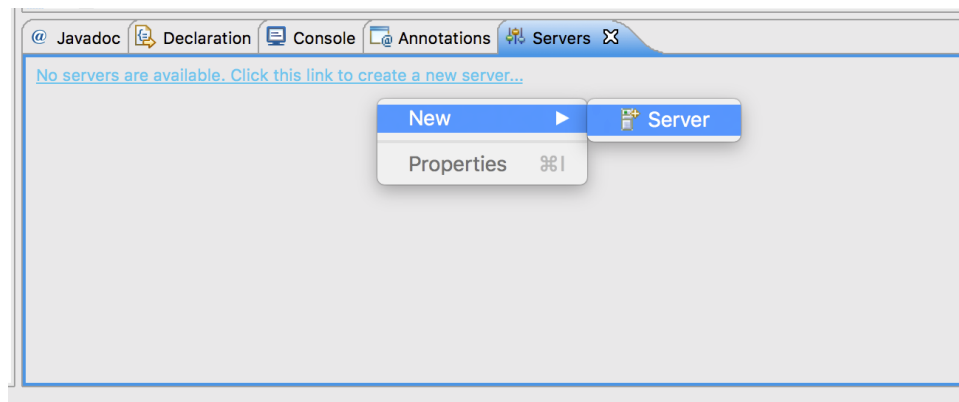 @ Javadoc Declaration Console Annotations Servers
No servers are available. Click this link to create a new server...
New Server
Properties ⌘I